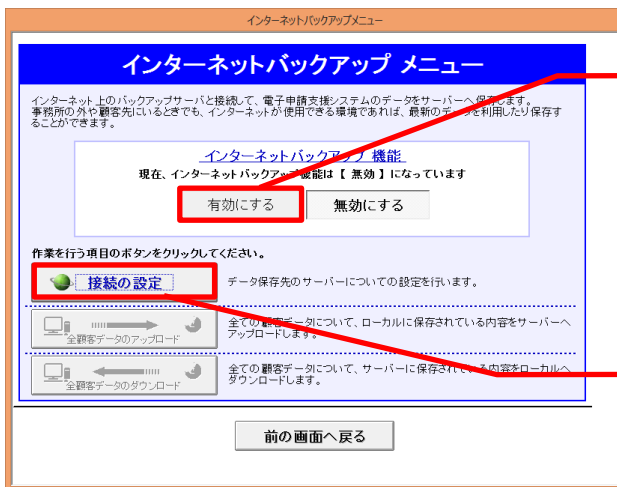 インターネットバックアップメニュー
インターネットバックアップ メニュー
インターネット上のバックアップサーバと接続して、電子申請支援システムのデータをサーバーへ保存します。
事務所の外や顧客先にいるときでも、インターネットが使用できる環境であれば、最新のデータを利用したり保存す
ることができます。
インターネットバックアップ 機能
現在、インターネットバックアップ機能は【 無効 】になっています
有効にする 無効にする
作業を行う項目のボタンをクリックしてください。
接続の設定 データ保存先のサーバーについての設定を行います。
全顧客データのアップロード 全ての顧客データについて、ローカルに保存されている内容をサーバーへ
アップロードします。
全顧客データのダウンロード 全ての顧客データについて、サーバーに保存されている内容をローカルへ
ダウンロードします。
前の画面へ戻る